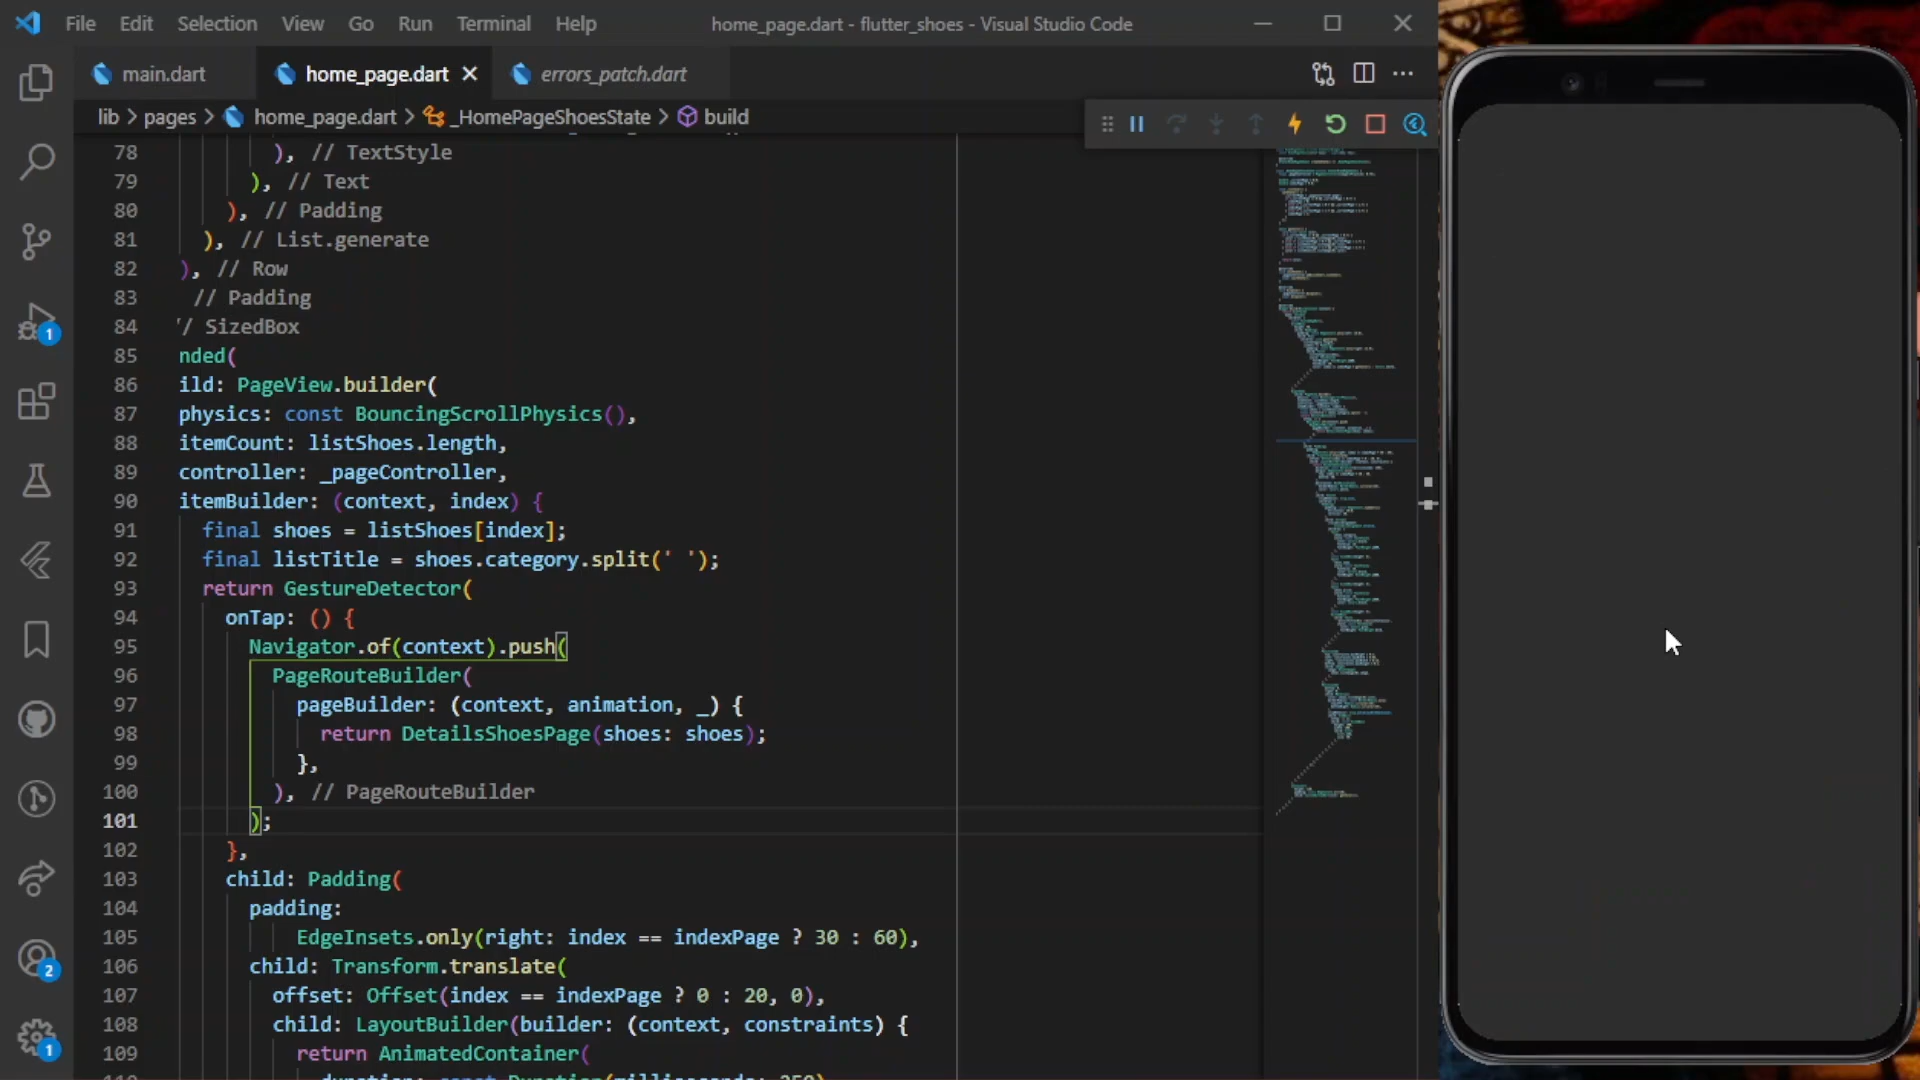 File Edit Selection View Go Run Terminal Help home_page.dart - flutter_shoes - Visual Studio Code
main.dart home_page.dart errors_patch.dart
lib > pages > home_page.dart > _HomePageShoesState > build
78 ), // TextStyle
79 ), // Text
80 ), // Padding
81 ), // List.generate
82 ), // Row
83 // Padding
84 // SizedBox
85 nded(
86 ild: PageView.builder(
87 physics: const BouncingScrollPhysics(),
88 itemCount: listShoes.length,
89 controller: _pageController,
90 itemBuilder: (context, index) {
91 final shoes = listShoes[index];
92 final listTitle = shoes.category.split(' ');
93 return GestureDetector(
94 onTap: () {
95 Navigator.of(context).push(
96 PageRouteBuilder(
97 pageBuilder: (context, animation, _) {
98 return DetailsShoesPage(shoes: shoes);
99 },
100 ), // PageRouteBuilder
101 );
102 },
103 child: Padding(
104 padding:
105 EdgeInsets.only(right: index == indexPage ? 30 : 60),
106 child: Transform.translate(
107 offset: Offset(index == indexPage ? 0 : 20, 0),
108 child: LayoutBuilder(builder: (context, constraints) {
109 return AnimatedContainer(
1
2
1